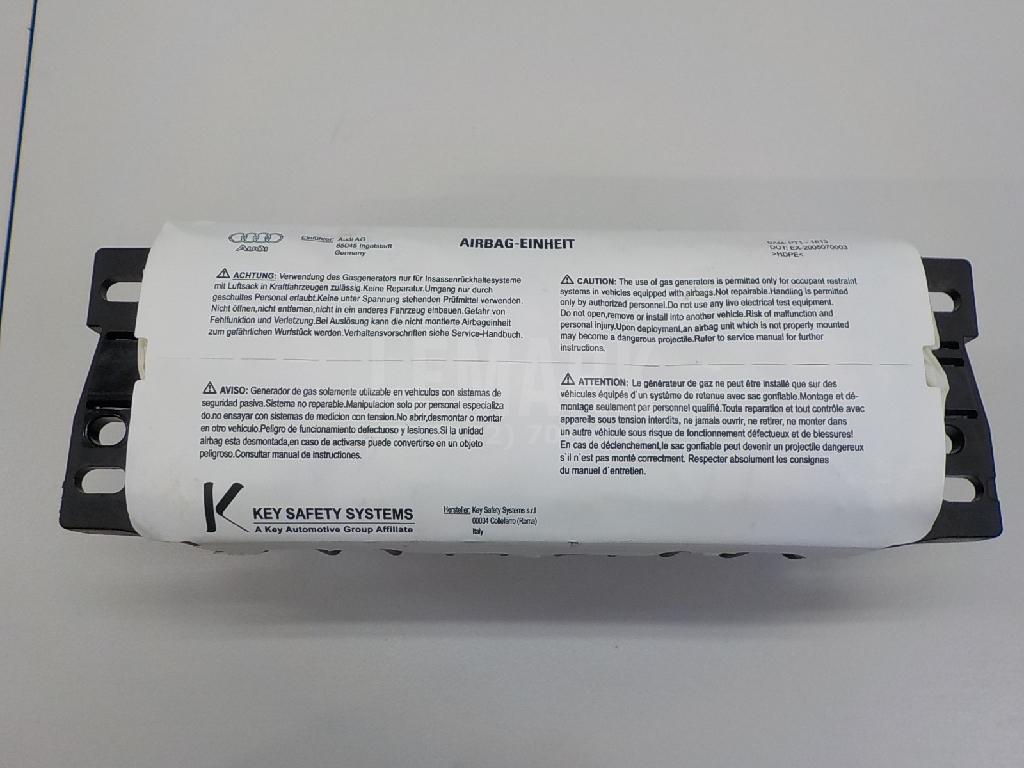 Audi
Einführer: Audi AG
85045 Ingolstadt
Germany
AIRBAG-EINHEIT
DOT: EX-2006070003
>HDPE<
ACHTUNG: Verwendung des Gasgenerators nur für Insassenrückhaltesysteme
mit Luftsack in Kraftfahrzeugen zulässig.Keine Reparatur.Umgang nur durch
geschultes Personal erlaubt.Keine unter Spannung stehenden Prüfmittel verwenden.
Nicht öffnen,nicht entfernen,nicht in ein anderes Fahrzeug einbauen.Gefahr von
Fehlfunktion und Verletzung.Bei Auslösung kann die nicht montierte Airbageinheit
zum gefährlichen Wurfstück werden.Verhaltensvorschriften siehe Service-Handbuch.
CAUTION: The use of gas generators is permitted only for occupant restraint
systems in vehicles equipped with airbags.Not repairable.Handling is permitted
only by authorized personnel.Do not use any live electrical test equipment.
Do not open,remove or install into another vehicle.Risk of malfunction and
personal injury.Upon deployment,an airbag unit which is not properly mounted
may become a dangerous projectile.Refer to service manual for further
instructions.
AVISO: Generador de gas solamente utilizable en vehiculos con sistemas de
seguridad pasiva.Sistema no reparable.Manipulacion solo por personal especializa
do.no ensayar con sistemas de medicion con tension.No abrir,desmontar o montar
en otro vehiculo.Peligro de funcionamiento defectuoso y lesiones.Si la unidad
airbag esta desmontada,en caso de activarse puede convertirse en un objeto
peligroso.Consultar manual de instrucciones.
ATTENTION: Le générateur de gaz ne peut être installé que sur des
véhicules équipés d'un système de retenue avec sac gonflable.Montage et dé-
montage seulement par personnel qualifié.Toute reparation et tout contrôle avec
appareils sous tension interdits, ne jamais ouvrir, ne retirer, ne monter dans
un autre véhicule sous risque de fonctionnement défectueux et de blessures!
En cas de déclenchement,le sac gonflable peut devenir un projectile dangereux
s'il n'est pas monté correctment. Respecter absolument les consignes
du manuel d'entretien.
K KEY SAFETY SYSTEMS
A Key Automotive Group Affiliate
Hersteller: Key Safety Systems s.r.l
00034 Colleferro (Roma)
Italy
LEMARK